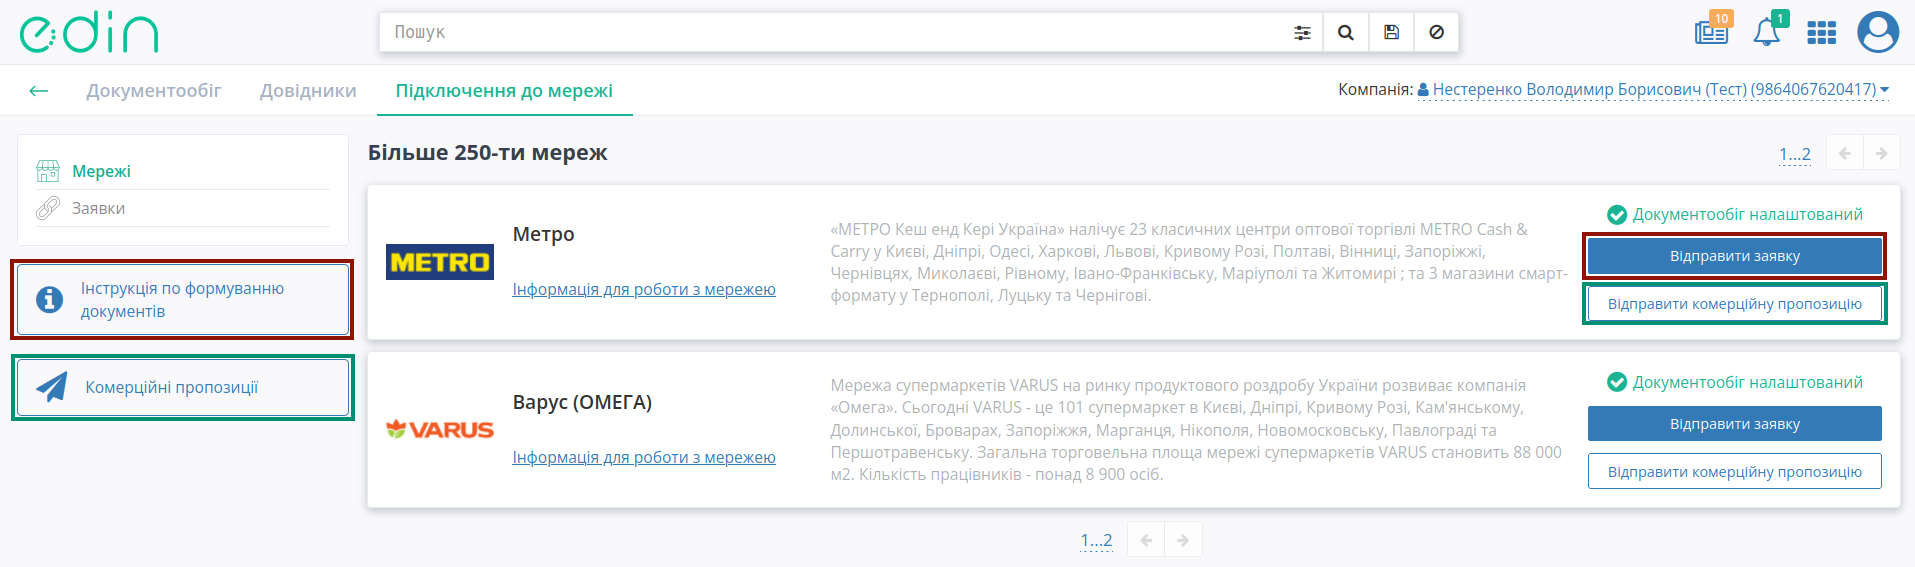 edin
Пошук
10
1
Документообіг
Довідники
Підключення до мережі
Компанія: Нестеренко Володимир Борисович (Тест) (9864067620417)
Мережі
Заявки
Інструкція по формуванню
документів
Комерційні пропозиції
Більше 250-ти мереж
1...2
METRO
Метро
Інформація для роботи з мережею
«МЕТРО Кеш енд Кері Україна» налічує 23 класичних центри оптової торгівлі METRO Cash &
Carry у Києві, Дніпрі, Одесі, Харкові, Львові, Кривому Розі, Полтаві, Вінниці, Запоріжжі,
Чернівцях, Миколаєві, Рівному, Івано-Франківську, Маріуполі та Житомирі ; та 3 магазини смарт-
формату у Тернополі, Луцьку та Чернігові.
Документообіг налаштований
Відправити заявку
Відправити комерційну пропозицію
VARUS
Варус (ОМЕГА)
Інформація для роботи з мережею
Мережа супермаркетів VARUS на ринку продуктового роздробу України розвиває компанія
«Омега». Сьогодні VARUS - це 101 супермаркет в Києві, Дніпрі, Кривому Розі, Кам'янському,
Долинської, Броварах, Запоріжжя, Марганця, Нікополя, Новомосковську, Павлограді та
Першотравенську. Загальна торговельна площа мережі супермаркетів VARUS становить 88 000
м2. Кількість працівників - понад 8 900 осіб.
Документообіг налаштований
Відправити заявку
Відправити комерційну пропозицію
1...2